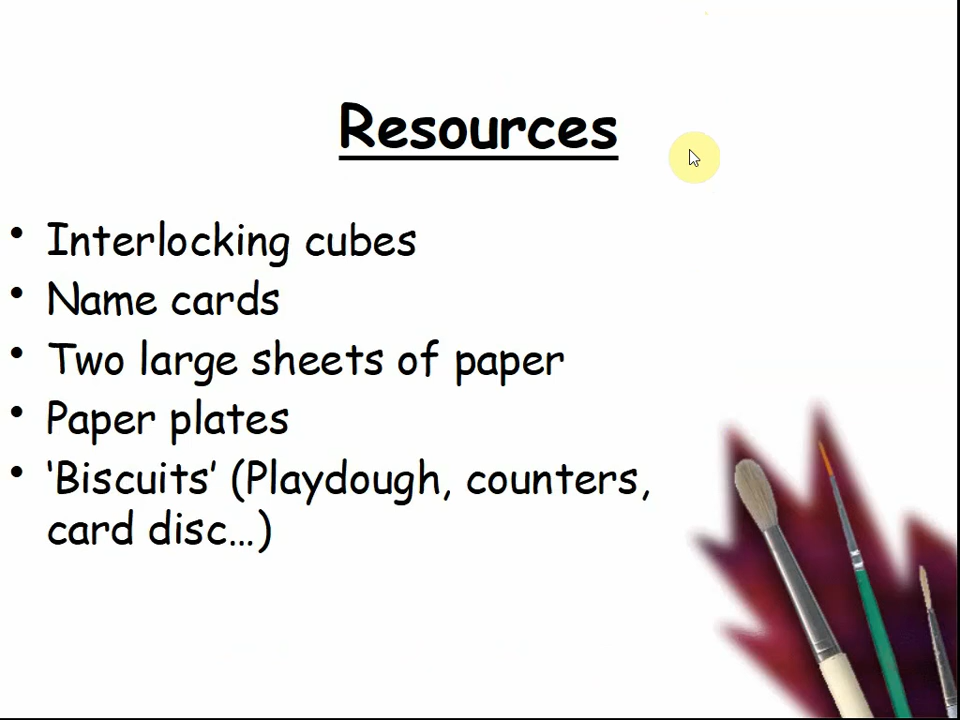 Resources
• Interlocking cubes
• Name cards
• Two large sheets of paper
• Paper plates
• ‘Biscuits’ (Playdough, counters,
card disc…)